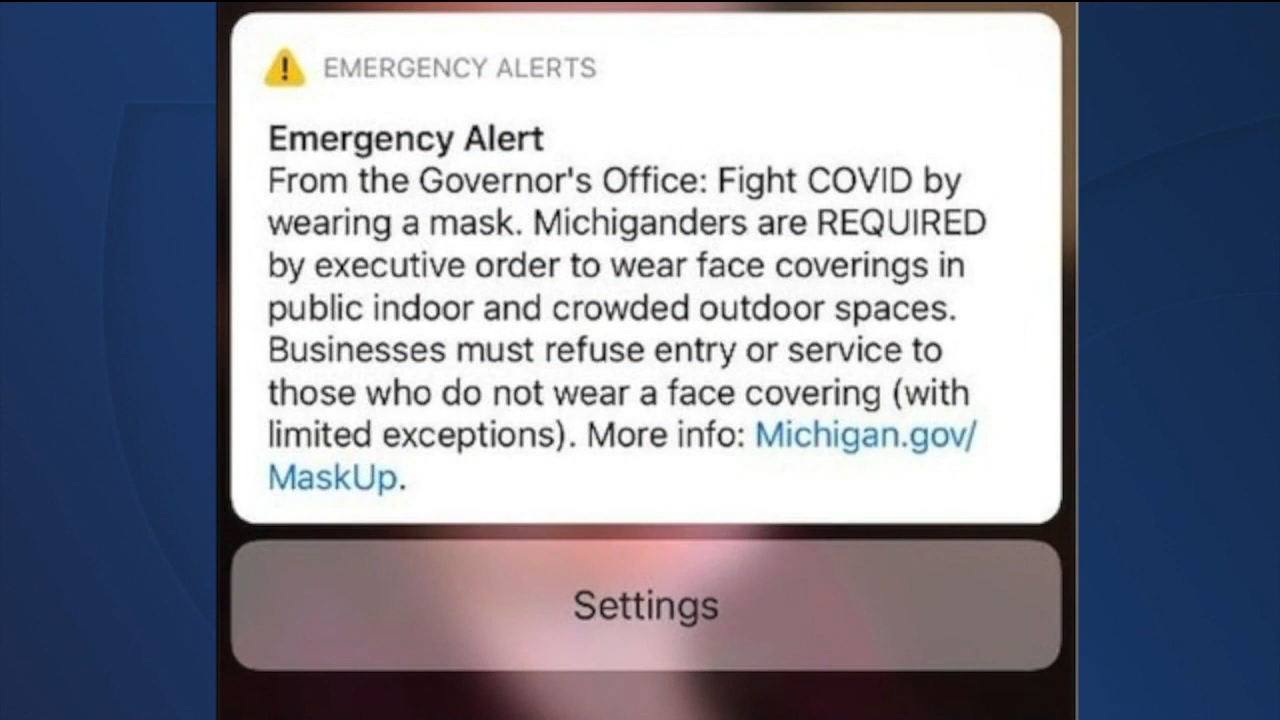 EMERGENCY ALERTS
Emergency Alert
From the Governor's Office: Fight COVID by
wearing a mask. Michiganders are REQUIRED
by executive order to wear face coverings in
public indoor and crowded outdoor spaces.
Businesses must refuse entry or service to
those who do not wear a face covering (with
limited exceptions). More info: Michigan.gov/
MaskUp.
Settings